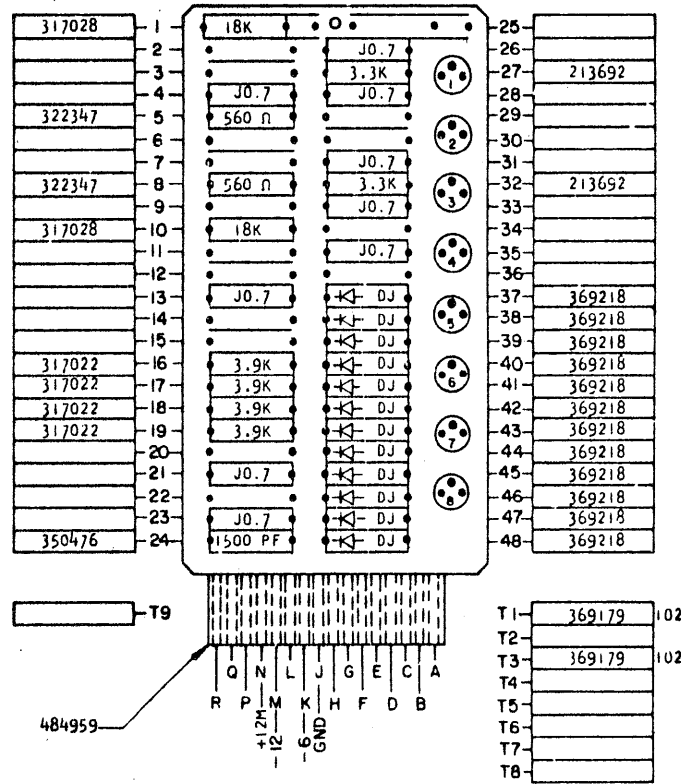 317028 1 18K O 25
2 J0.7 26
3 3.3K 1 27 213692
4 J0.7 J0.7 28
322347 5 560 Ω 29
6 2 30
7 J0.7 31
322347 8 560 Ω 3.3K 3 32 213692
9 J0.7 33
317028 10 18K 34
11 J0.7 4 35
12 36
13 J0.7 DJ 37 369218
14 DJ 5 38 369218
15 DJ 39 369218
317022 16 3.9K DJ 6 40 369218
317022 17 3.9K DJ 41 369218
317022 18 3.9K DJ 42 369218
317022 19 3.9K DJ 7 43 369218
20 DJ 44 369218
21 J0.7 DJ 45 369218
22 DJ 8 46 369218
23 J0.7 DJ 47 369218
350476 24 1500 PF DJ 48 369218
T9
T1 369179 102
T2
T3 369179 102
T4
T5
T6
T7
T8
Q N L J G E C A
R P M K H F D B
+12M
-12
-6
GND
484959